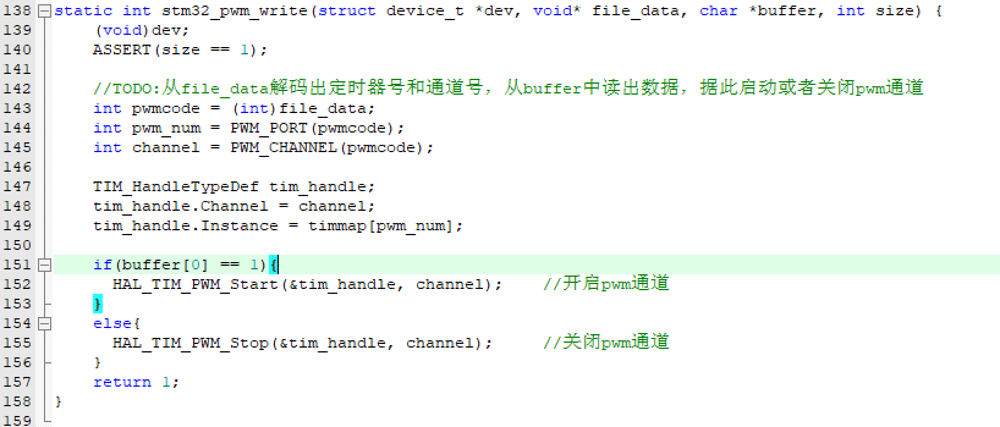 138 static int stm32_pwm_write(struct device_t *dev, void* file_data, char *buffer, int size) {
139     (void)dev;
140     ASSERT(size == 1);
141
142     //TODO:从file_data解码出定时器号和通道号，从buffer中读出数据，据此启动或者关闭pwm通道
143     int pwmcode = (int)file_data;
144     int pwm_num = PWM_PORT(pwmcode);
145     int channel = PWM_CHANNEL(pwmcode);
146
147     TIM_HandleTypeDef tim_handle;
148     tim_handle.Channel = channel;
149     tim_handle.Instance = timmap[pwm_num];
150
151     if(buffer[0] == 1){
152       HAL_TIM_PWM_Start(&tim_handle, channel);    //开启pwm通道
153     }
154     else{
155       HAL_TIM_PWM_Stop(&tim_handle, channel);     //关闭pwm通道
156     }
157     return 1;
158 }
159